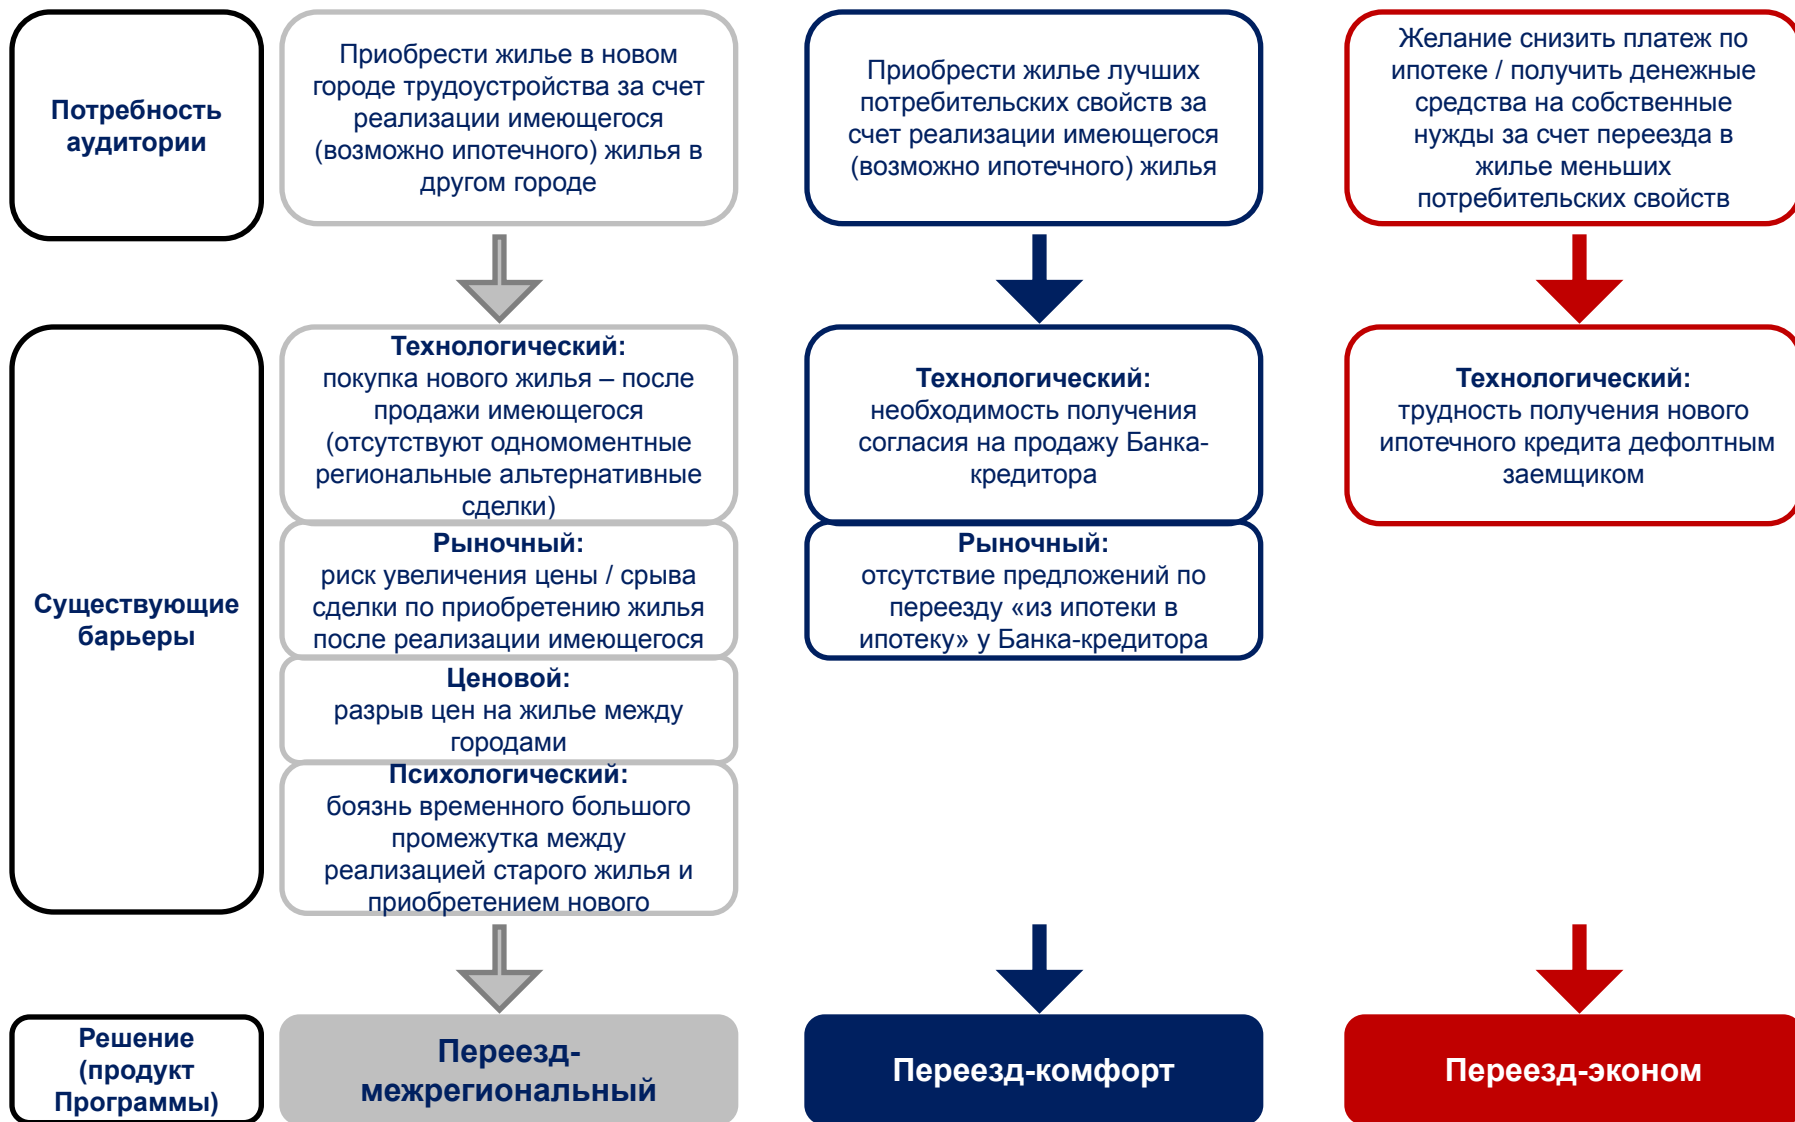 Потребность
аудитории
Приобрести жилье в новом
городе трудоустройства за счет
реализации имеющегося
(возможно ипотечного) жилья в
другом городе
Приобрести жилье лучших
потребительских свойств за
счет реализации имеющегося
(возможно ипотечного) жилья
Желание снизить платеж по
ипотеке / получить денежные
средства на собственные
нужды за счет переезда в
жилье меньших
потребительских свойств
Существующие
барьеры
Технологический:
покупка нового жилья – после
продажи имеющегося
(отсутствуют одномоментные
региональные альтернативные
сделки)
Рыночный:
риск увеличения цены / срыва
сделки по приобретению жилья
после реализации имеющегося
Ценовой:
разрыв цен на жилье между
городами
Психологический:
боязнь временного большого
промежутка между
реализацией старого жилья и
приобретением нового
Технологический:
необходимость получения
согласия на продажу Банка-
кредитора
Рыночный:
отсутствие предложений по
переезду «из ипотеки в
ипотеку» у Банка-кредитора
Технологический:
трудность получения нового
ипотечного кредита дефолтным
заемщиком
Решение
(продукт
Программы)
Переезд-
межрегиональный
Переезд-комфорт
Переезд-эконом